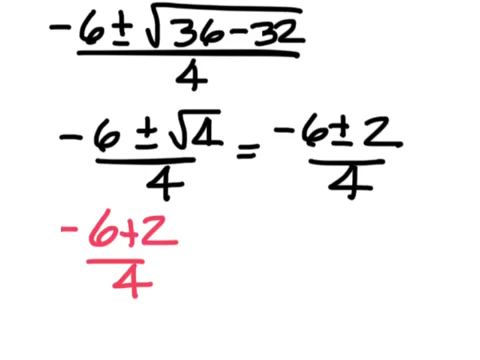 -6 ± √36-32 / 4
-6 ± √4 / 4 = -6 ± 2 / 4
-6+2 / 4